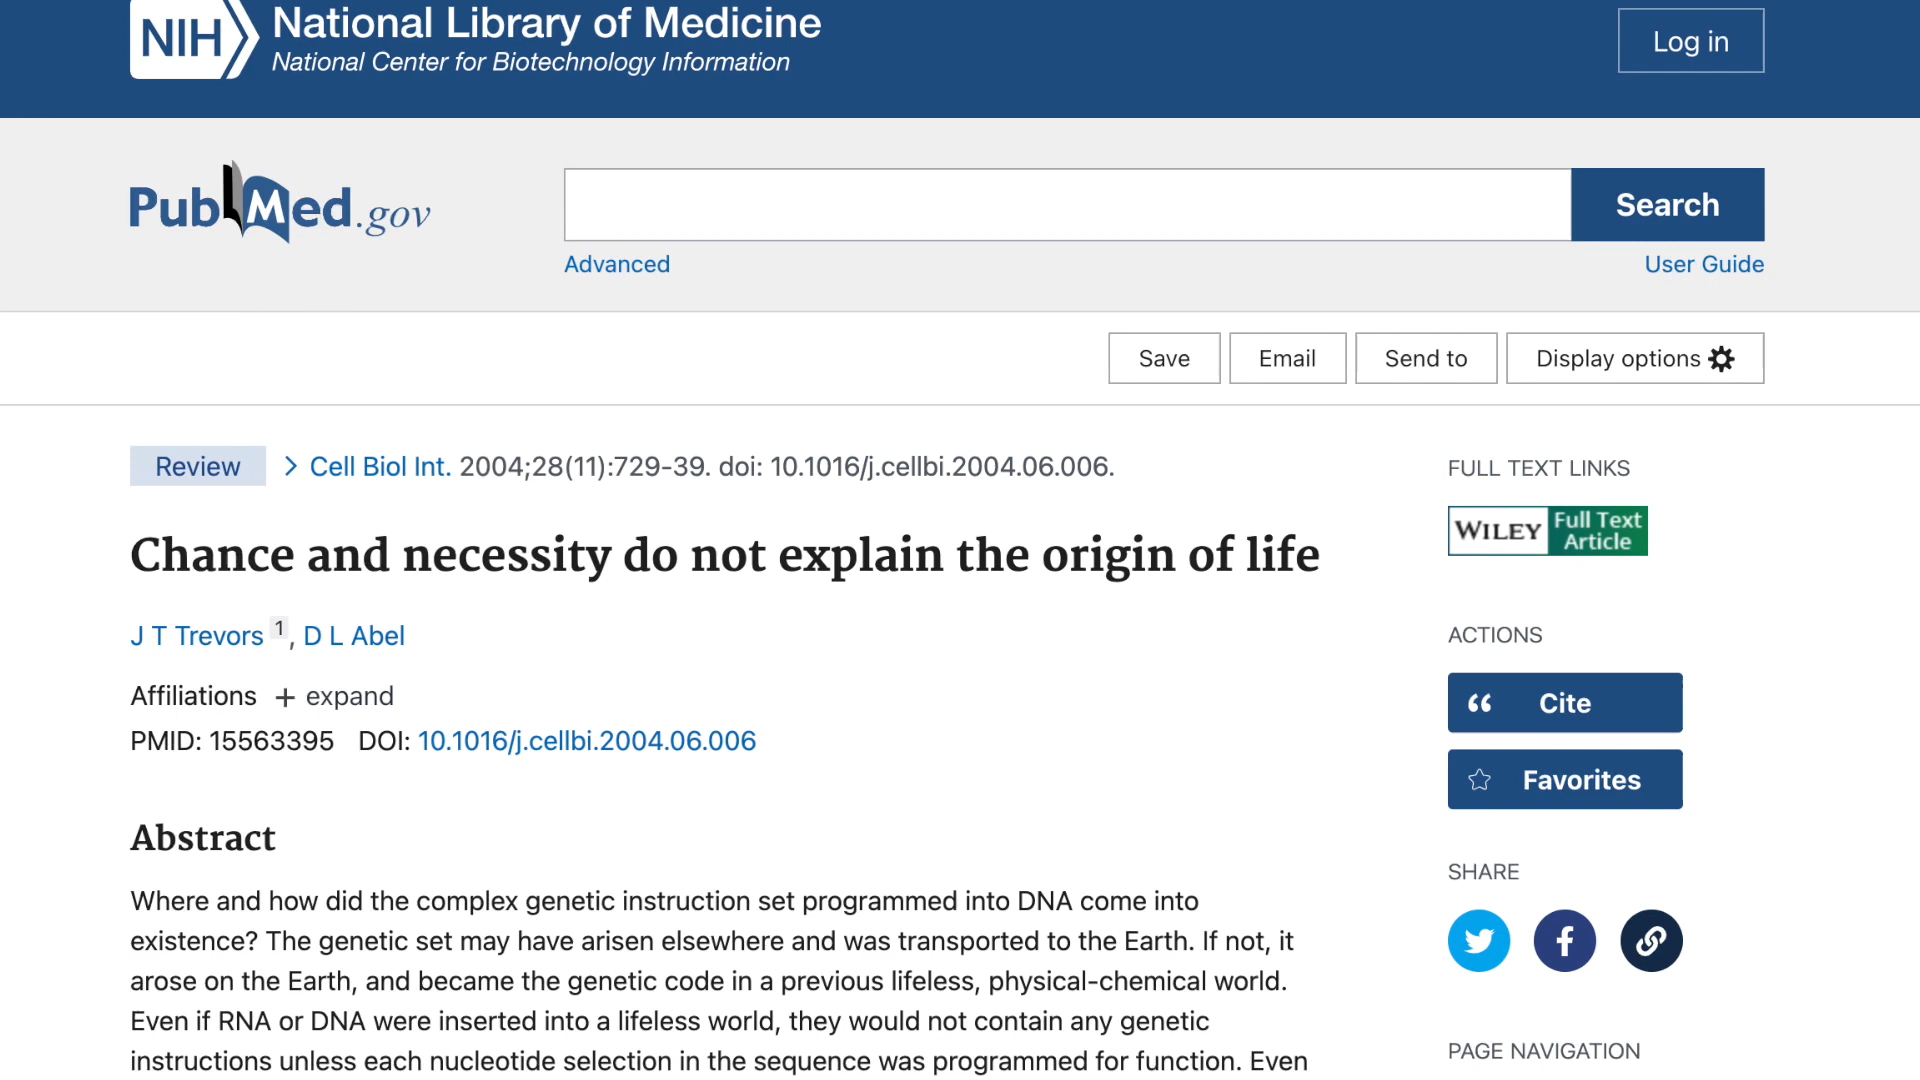 NIH National Library of Medicine
National Center for Biotechnology Information
Log in
PubMed.gov
Search
Advanced
User Guide
Save
Email
Send to
Display options
Review
Cell Biol Int. 2004;28(11):729-39. doi: 10.1016/j.cellbi.2004.06.006.
Chance and necessity do not explain the origin of life
J T Trevors 1, D L Abel
Affiliations + expand
PMID: 15563395 DOI: 10.1016/j.cellbi.2004.06.006
Abstract
Where and how did the complex genetic instruction set programmed into DNA come into
existence? The genetic set may have arisen elsewhere and was transported to the Earth. If not, it
arose on the Earth, and became the genetic code in a previous lifeless, physical-chemical world.
Even if RNA or DNA were inserted into a lifeless world, they would not contain any genetic
instructions unless each nucleotide selection in the sequence was programmed for function. Even
FULL TEXT LINKS
WILEY Full Text
Article
ACTIONS
Cite
Favorites
SHARE
PAGE NAVIGATION